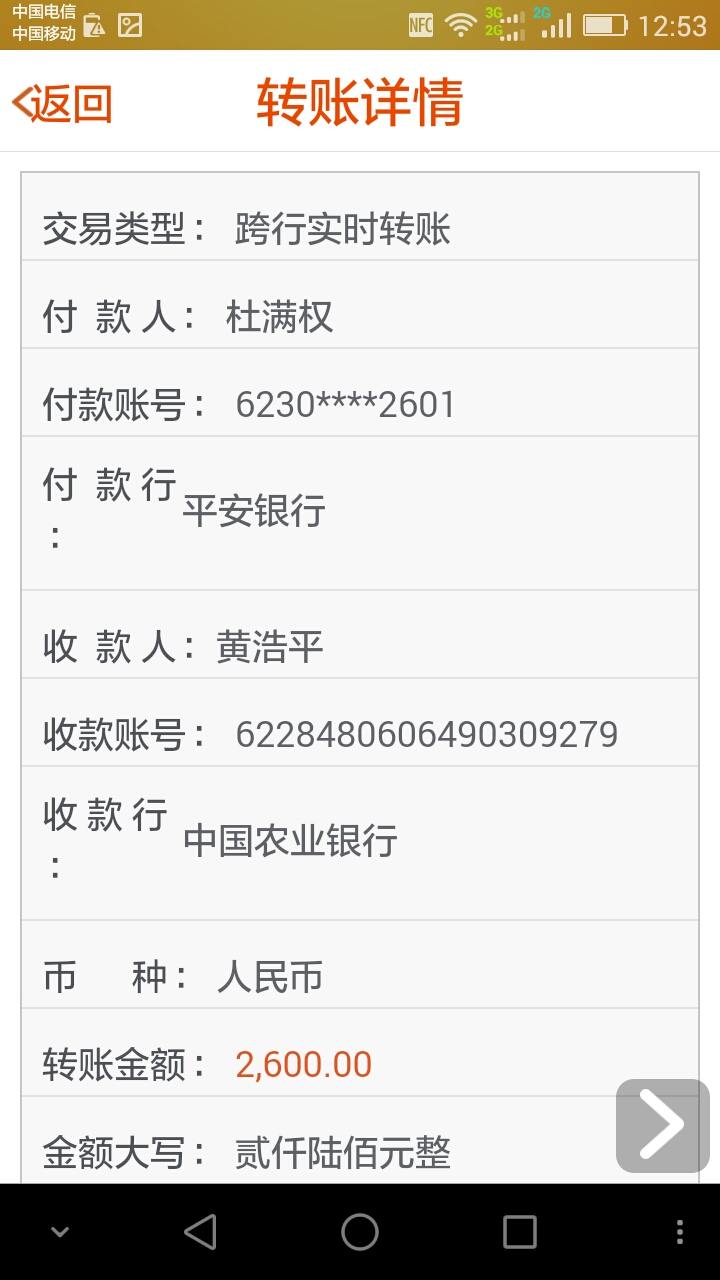 中国电信
中国移动
NFC
3G
2G
2G
12:53
返回
转账详情
交易类型： 跨行实时转账
付 款 人： 杜满权
付款账号： 6230****2601
付 款 行
： 平安银行
收 款 人： 黄浩平
收款账号： 6228480606490309279
收 款 行
： 中国农业银行
币 种： 人民币
转账金额： 2,600.00
金额大写： 贰仟陆佰元整